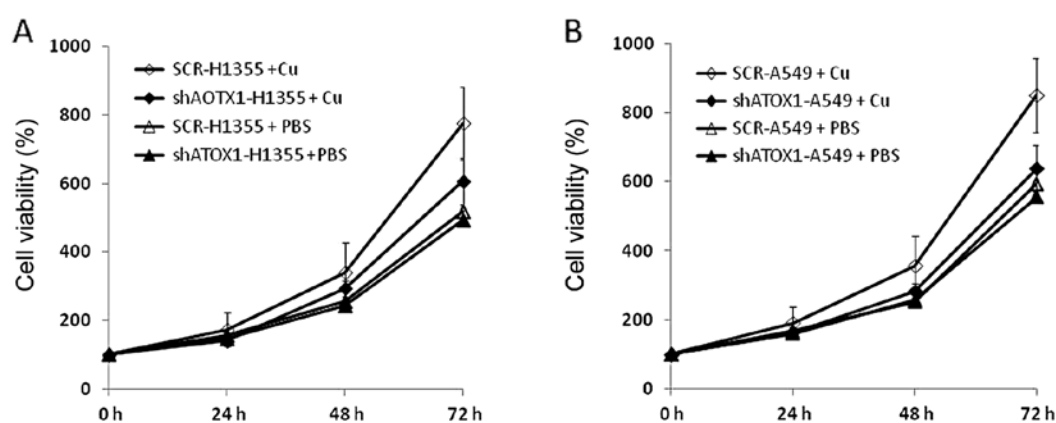 A
Cell viability (%)
1000
800
600
400
200
0
SCR-H1355 +Cu
shAOTX1-H1355 + Cu
SCR-H1355 + PBS
shATOX1-H1355 +PBS
0 h
24 h
48 h
72 h
B
Cell viability (%)
1000
800
600
400
200
0
SCR-A549 + Cu
shATOX1-A549 + Cu
SCR-A549 + PBS
shATOX1-A549 + PBS
0 h
24 h
48 h
72 h